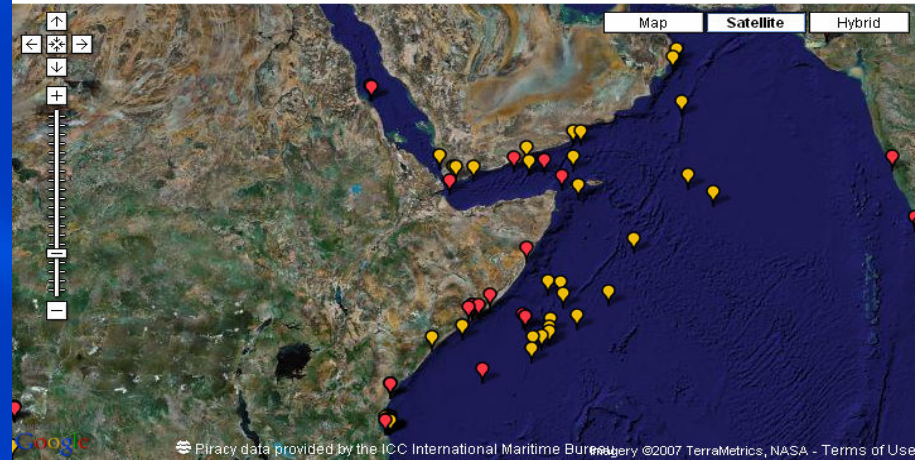 Map Satellite Hybrid
Google
Piracy data provided by the ICC International Maritime Bureau
Imagery ©2007 TerraMetrics, NASA - Terms of Use